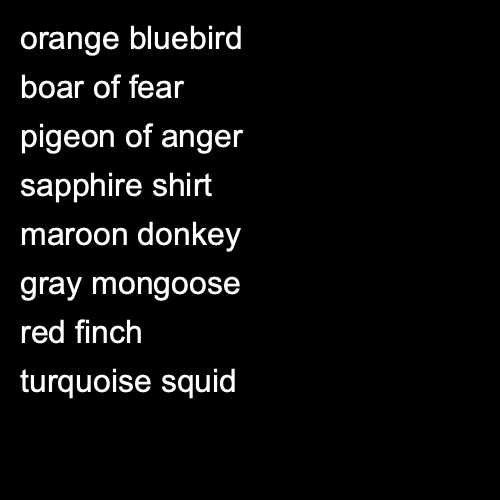 orange bluebird
boar of fear
pigeon of anger
sapphire shirt
maroon donkey
gray mongoose
red finch
turquoise squid